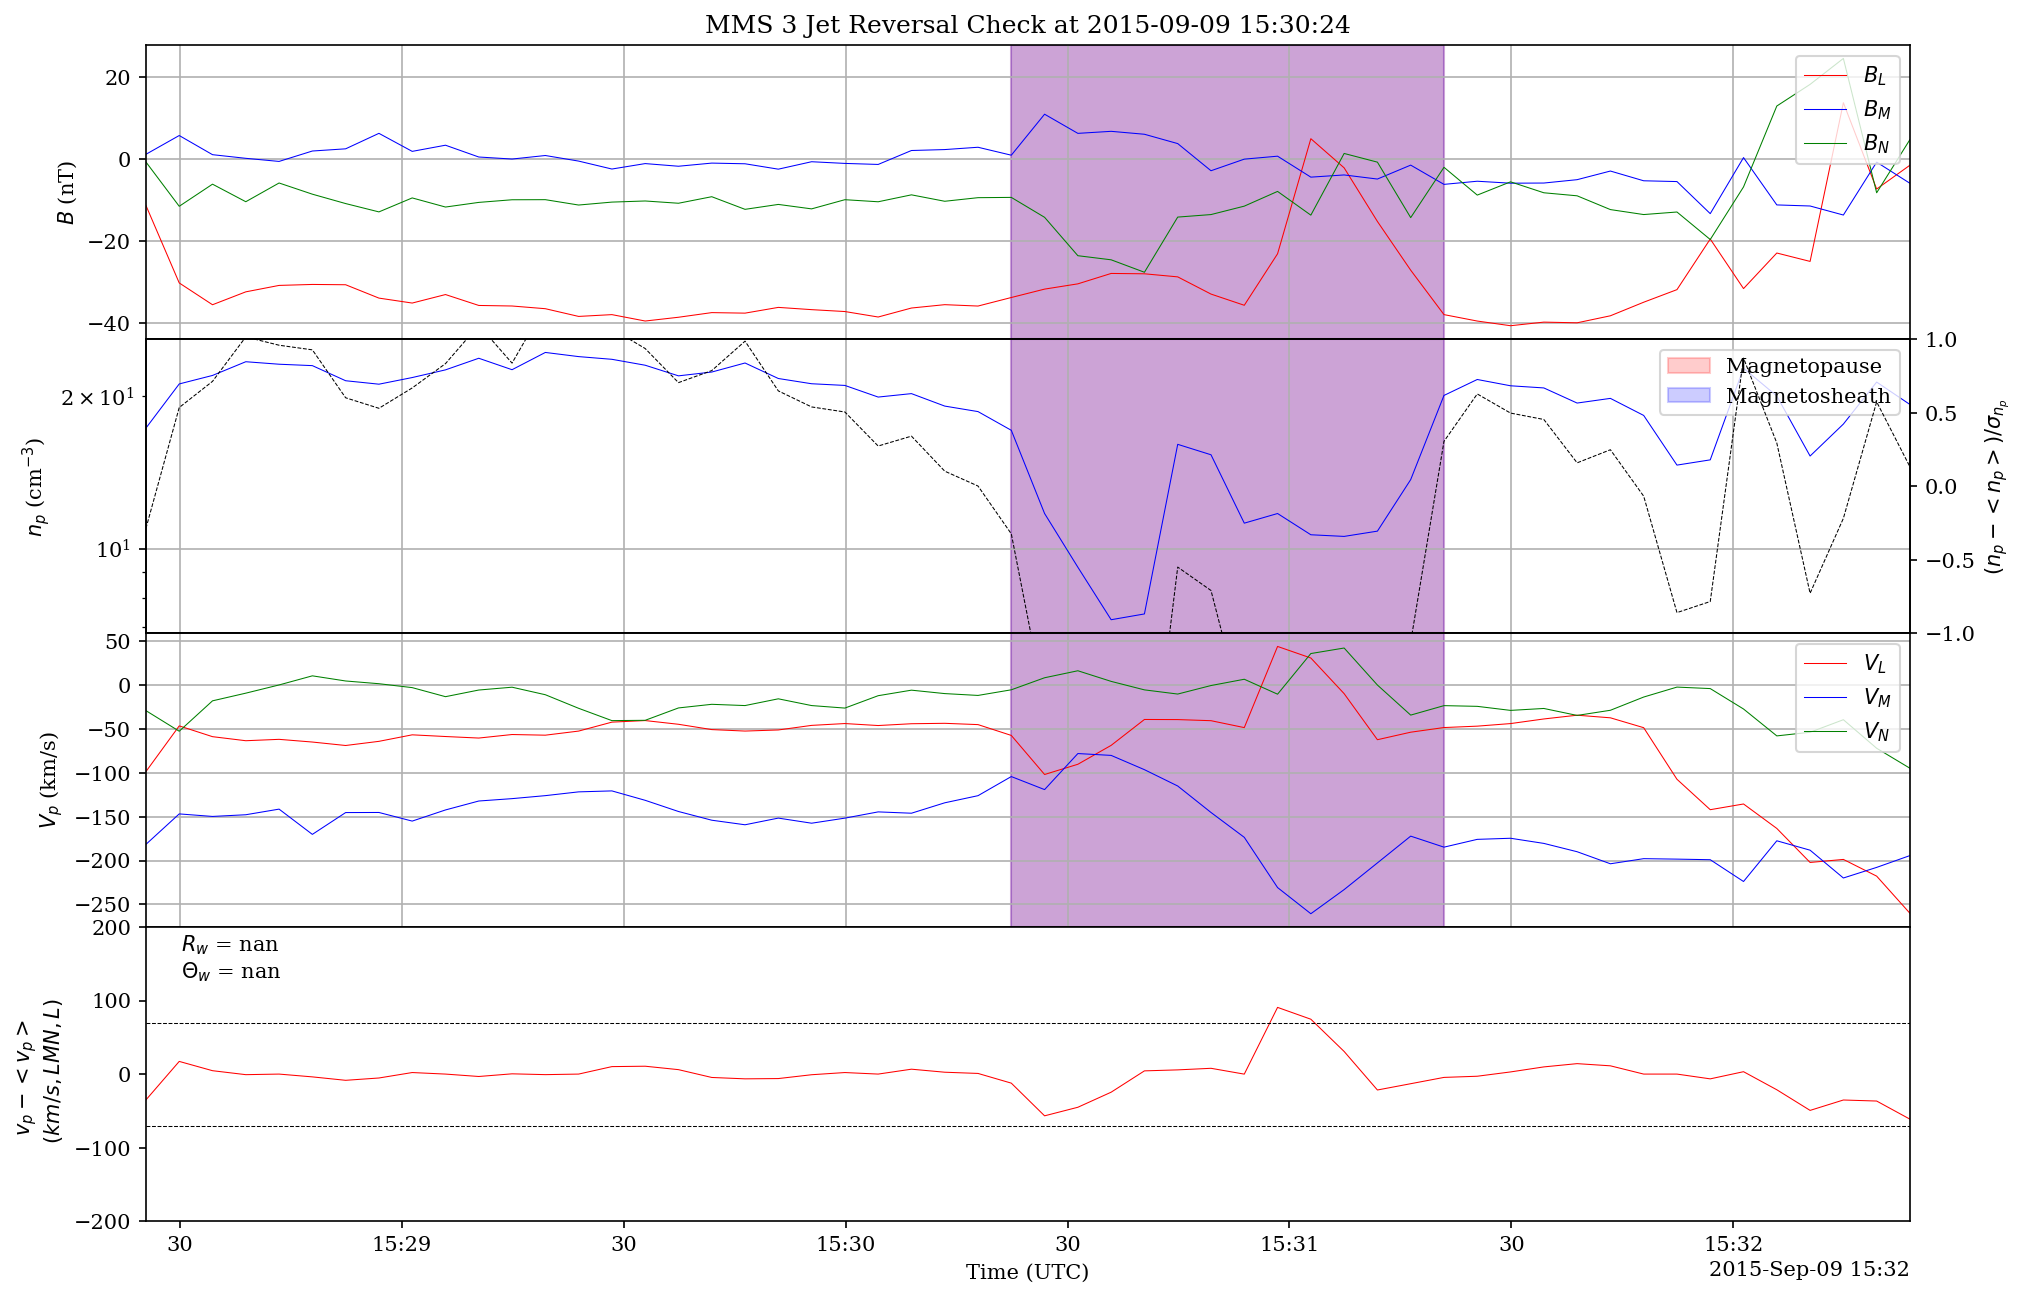 MMS 3 Jet Reversal Check at 2015-09-09 15:30:24
20
0
−20
−40
B (nT)
B_L
B_M
B_N
2 × 10^1
10^1
n_p (cm^−3)
1.0
0.5
0.0
−0.5
−1.0
(n_p − < n_p >)/σ_{n_p}
Magnetopause
Magnetosheath
50
0
−50
−100
−150
−200
−250
V_p (km/s)
V_L
V_M
V_N
200
100
0
−100
−200
v_p − < v_p >
(km/s, LMN, L)
R_w = nan
Θ_w = nan
30
15:29
30
15:30
30
15:31
30
15:32
Time (UTC)
2015-Sep-09 15:32